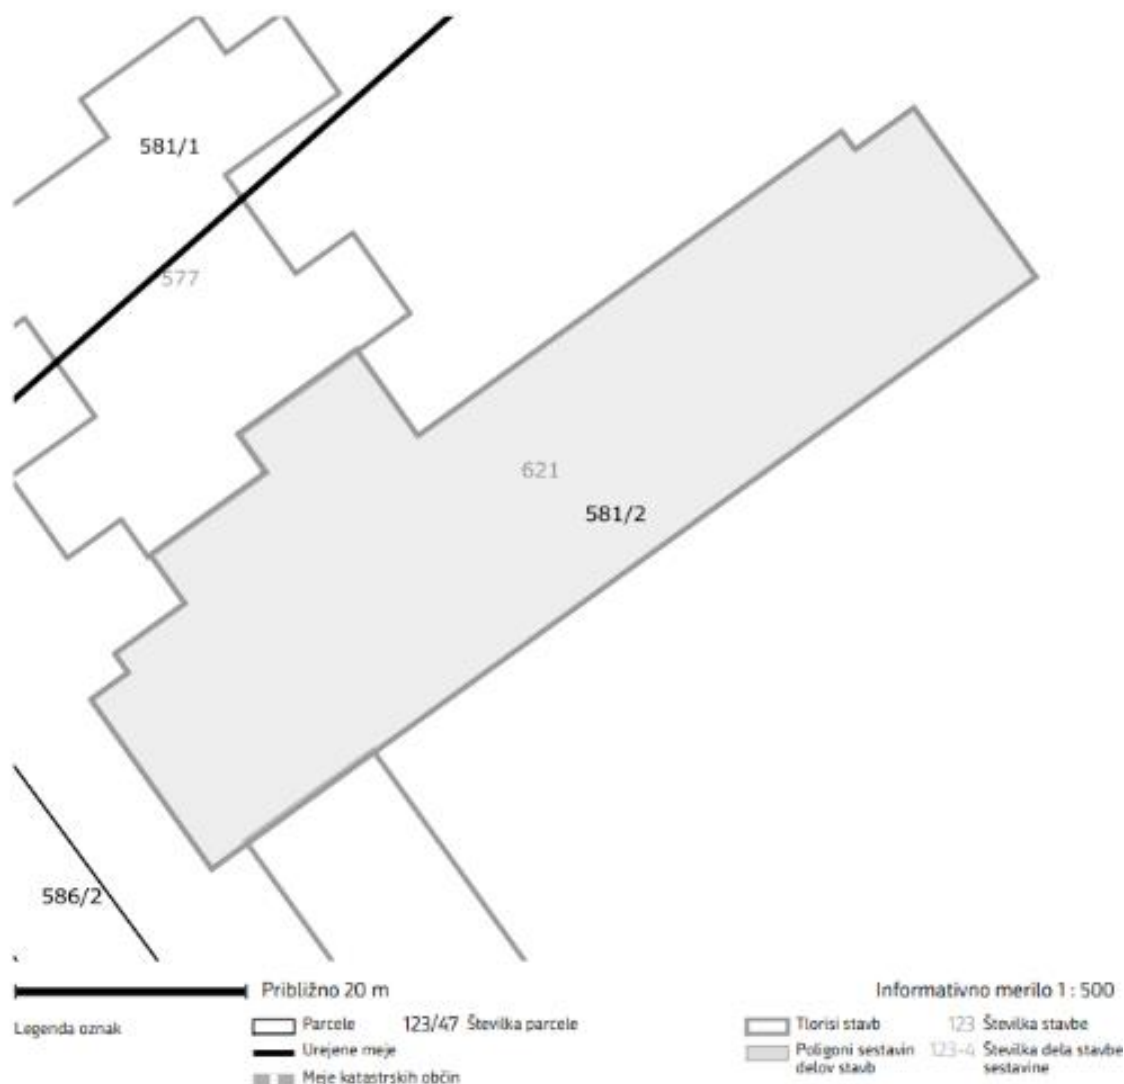 581/1
577
621
581/2
586/2
Približno 20 m
Informativno merilo 1 : 500
Legenda oznak
Parcele
123/47 Številka parcele
Urejene meje
Meje katastrskih občin
Tlorisi stavb
123 Številka stavbe
Poligoni sestavin
delov stavb
123-4 Številka dela stavbe
sestavine